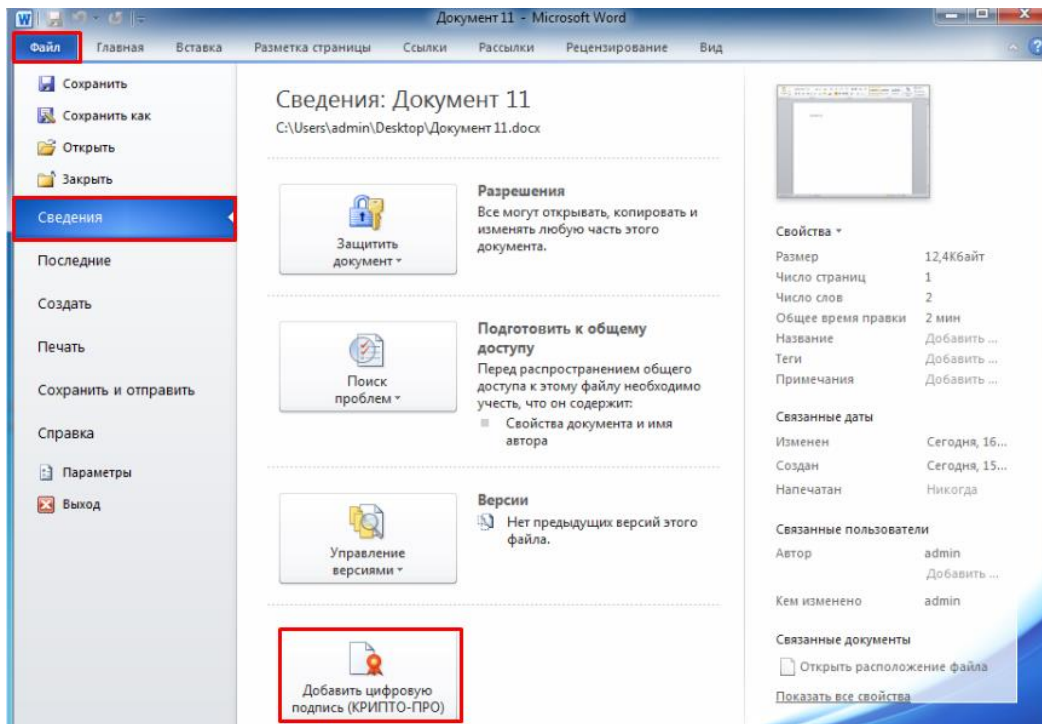 Документ 11 - Microsoft Word
Файл Главная Вставка Разметка страницы Ссылки Рассылки Рецензирование Вид
Сохранить
Сохранить как
Открыть
Закрыть
Сведения
Последние
Создать
Печать
Сохранить и отправить
Справка
Параметры
Выход
Сведения: Документ 11
C:\Users\admin\Desktop\Документ 11.docx
Защитить
документ
Разрешения
Все могут открывать, копировать и
изменять любую часть этого
документа.
Поиск
проблем
Подготовить к общему
доступу
Перед распространением общего
доступа к этому файлу необходимо
учесть, что он содержит:
Свойства документа и имя
автора
Управление
версиями
Версии
Нет предыдущих версий этого
файла.
Добавить цифровую
подпись (КРИПТО-ПРО)
Свойства
Размер 12,4Кбайт
Число страниц 1
Число слов 2
Общее время правки 2 мин
Название Добавить ...
Теги Добавить ...
Примечания Добавить ...
Связанные даты
Изменен Сегодня, 16...
Создан Сегодня, 15...
Напечатан Никогда
Связанные пользователи
Автор admin
Добавить ...
Кем изменено admin
Связанные документы
Открыть расположение файла
Показать все свойства